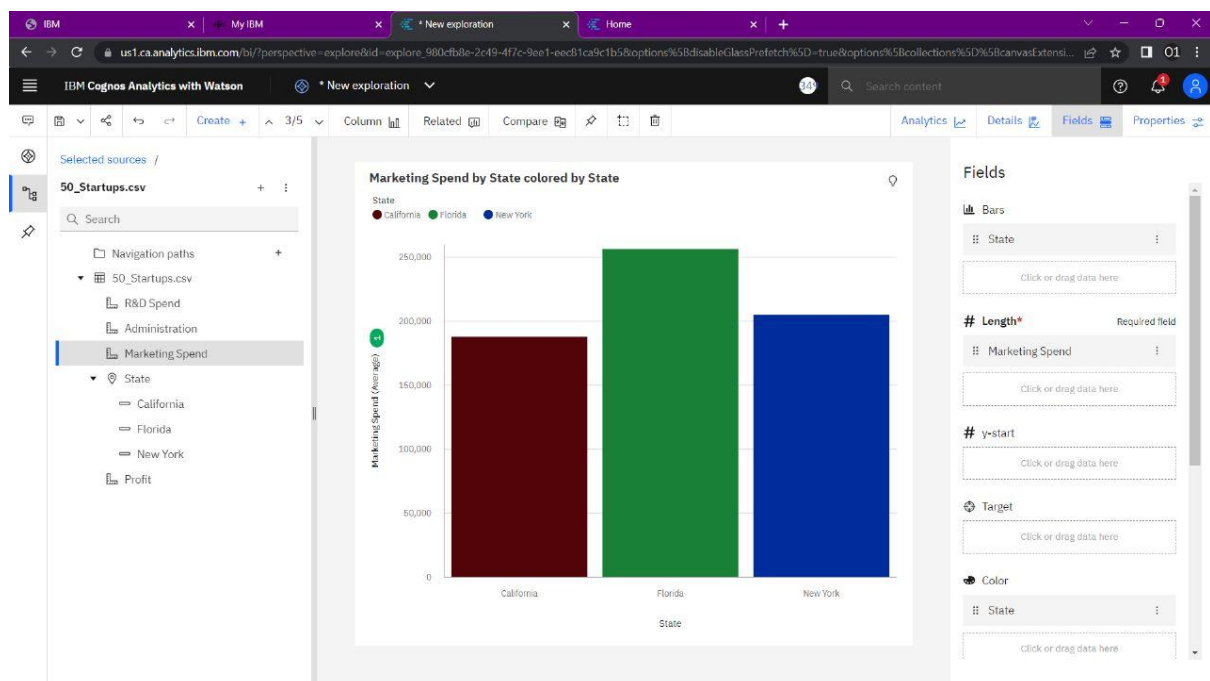 IBM
My IBM
* New exploration
Home
us1.ca.analytics.ibm.com/bi/?perspective=explore&id=explore_980cfb8e-2c49-4f7c-9ee1-eec81ca9c1b5&options%5BdisableGlassPrefetch%5D=true&options%5Bcollections%5D%5BcanvasExtensi...
01
IBM Cognos Analytics with Watson
* New exploration
Search content
1
Create +
3/5
Column
Related
Compare
Analytics
Details
Fields
Properties
Selected sources /
50_Startups.csv
Search
Navigation paths
50_Startups.csv
R&D Spend
Administration
Marketing Spend
State
California
Florida
New York
Profit
Marketing Spend by State colored by State
State
California
Florida
New York
250,000
200,000
150,000
100,000
50,000
0
Marketing Spend (Average)
California
Florida
New York
State
Fields
Bars
State
Click or drag data here
# Length*
Required field
Marketing Spend
Click or drag data here
# y-start
Click or drag data here
Target
Click or drag data here
Color
State
Click or drag data here